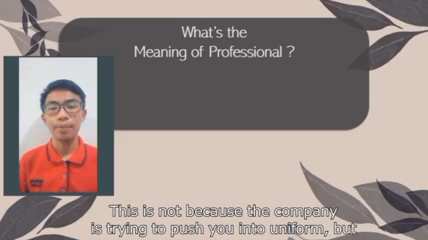 What's the
Meaning of Professional ?
This is not because the company
is trying to push you into uniform, but